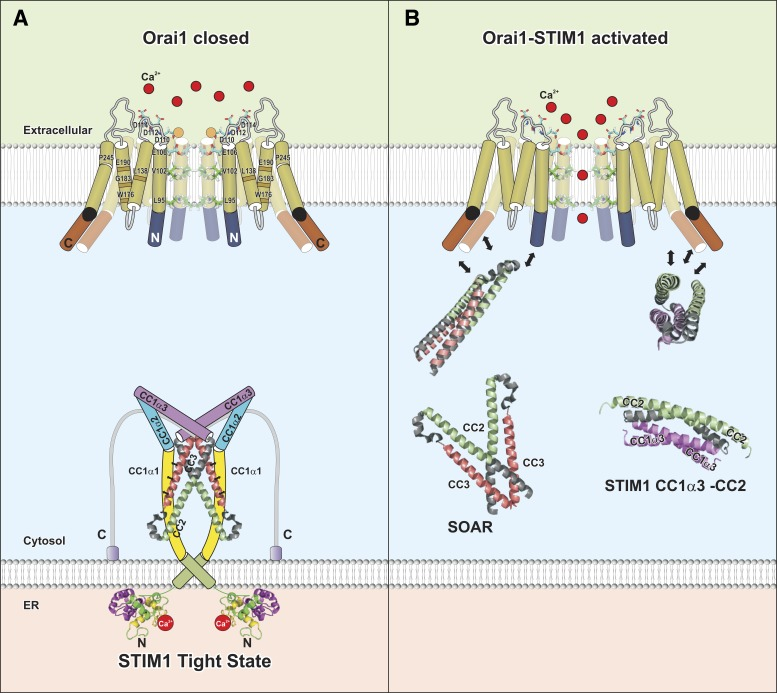 A
Orai1 closed
Ca2+
Extracellular
D114
D112
D110
D114
D112
D110
P245
E190
G183
W176
L138
E106
V102
L95
N
C
E106
V102
L95
N
L138
E190
G183
W176
P245
C
CC1α3
CC1α3
CC1α2
CC1α2
CC3
CC1α1
CC1α1
CC2
Cytosol
C
C
ER
Ca2+
Ca2+
N
N
STIM1 Tight State
B
Orai1-STIM1 activated
Ca2+
CC2
CC3
CC3
SOAR
CC2
CC2
CC1α3
CC1α3
STIM1 CC1α3 -CC2